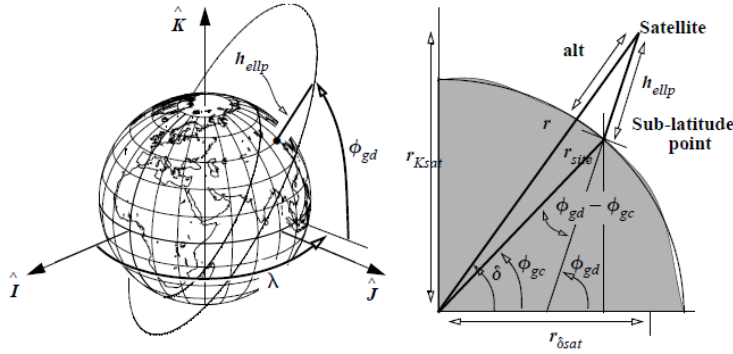 K̂
h_ellp
ϕ_gd
Î
λ
Ĵ
Satellite
alt
h_ellp
Sub-latitude
point
r
r_site
r_Ksat
ϕ_gd − ϕ_gc
δ
ϕ_gc
ϕ_gd
r_δsat